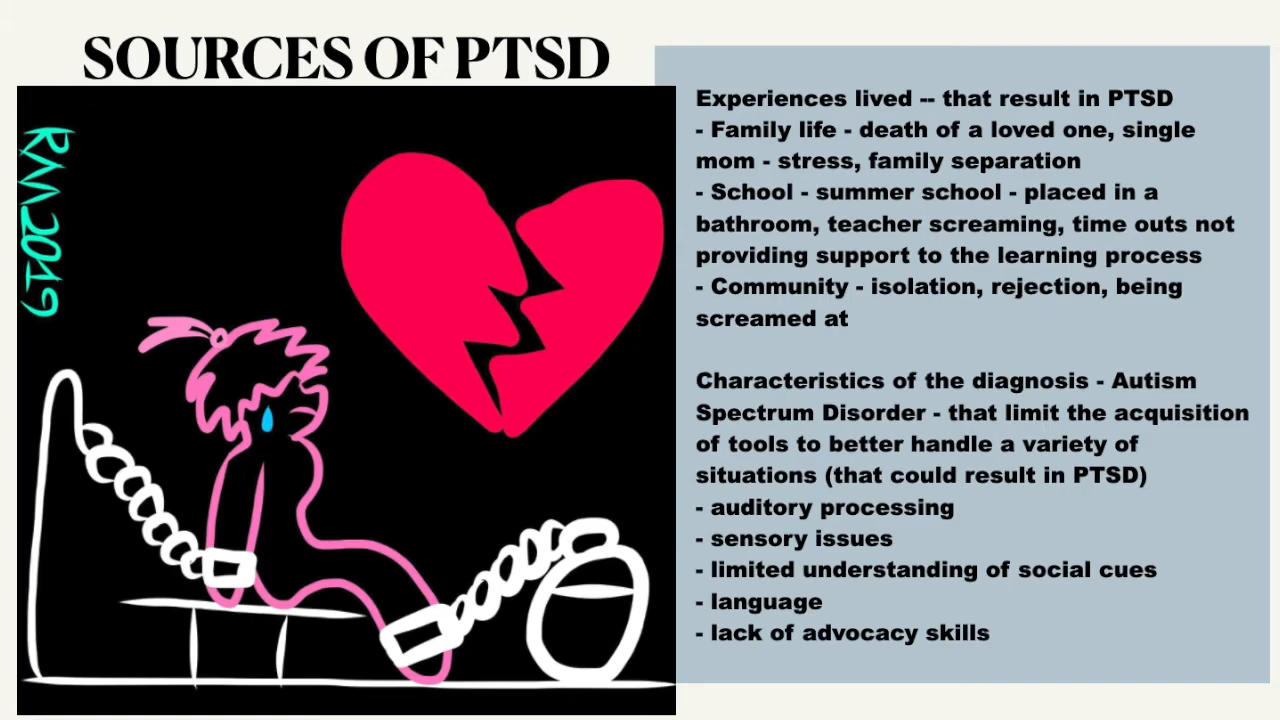 SOURCES OF PTSD
RNN2019
Experiences lived -- that result in PTSD
- Family life - death of a loved one, single
mom - stress, family separation
- School - summer school - placed in a
bathroom, teacher screaming, time outs not
providing support to the learning process
- Community - isolation, rejection, being
screamed at
Characteristics of the diagnosis - Autism
Spectrum Disorder - that limit the acquisition
of tools to better handle a variety of
situations (that could result in PTSD)
- auditory processing
- sensory issues
- limited understanding of social cues
- language
- lack of advocacy skills